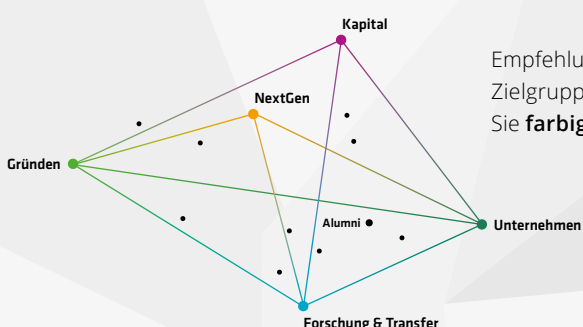 Kapital
Empfehlu
Zielgrupp
Sie farbig
NextGen
Gründen
Alumni
Unternehmen
Forschung & Transfer